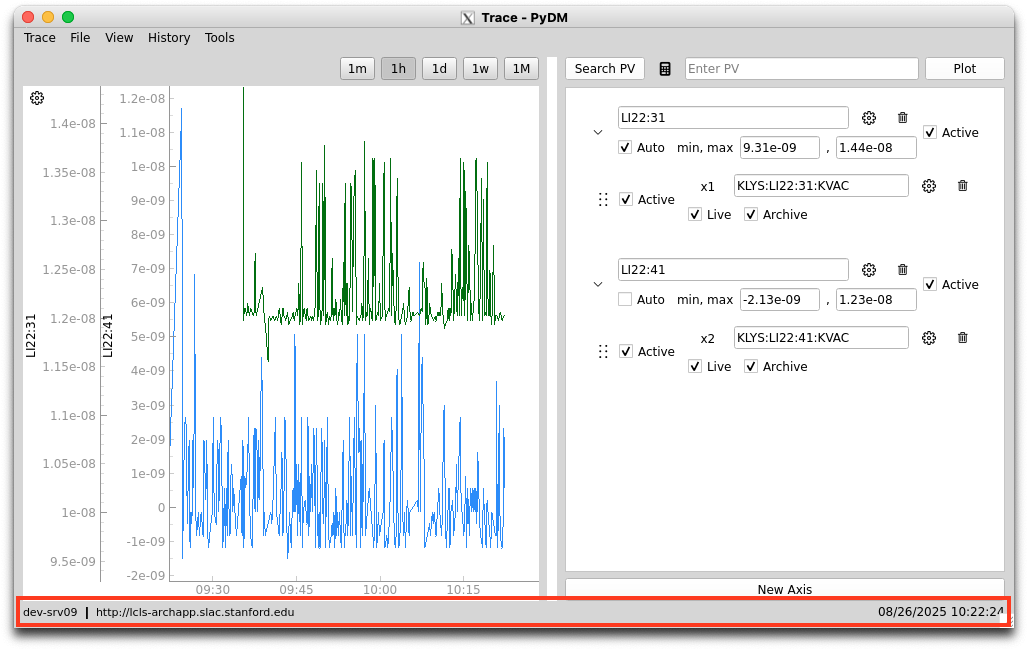 Trace - PyDM
Trace File View History Tools
1m 1h 1d 1w 1M
Search PV Enter PV Plot
LI22:31
1.4e-08
1.35e-08
1.3e-08
1.25e-08
1.2e-08
1.15e-08
1.1e-08
1.05e-08
1e-08
9.5e-09
LI22:41
1.2e-08
1.1e-08
1e-08
9e-09
8e-09
7e-09
6e-09
5e-09
4e-09
3e-09
2e-09
1e-09
0
-1e-09
-2e-09
09:30 09:45 10:00 10:15
LI22:31
Active
Auto min, max 9.31e-09 , 1.44e-08
x1 KLYS:LI22:31:KVAC
Active
Live Archive
LI22:41
Active
Auto min, max -2.13e-09 , 1.23e-08
x2 KLYS:LI22:41:KVAC
Active
Live Archive
New Axis
dev-srv09 | http://lcls-archapp.slac.stanford.edu 08/26/2025 10:22:24